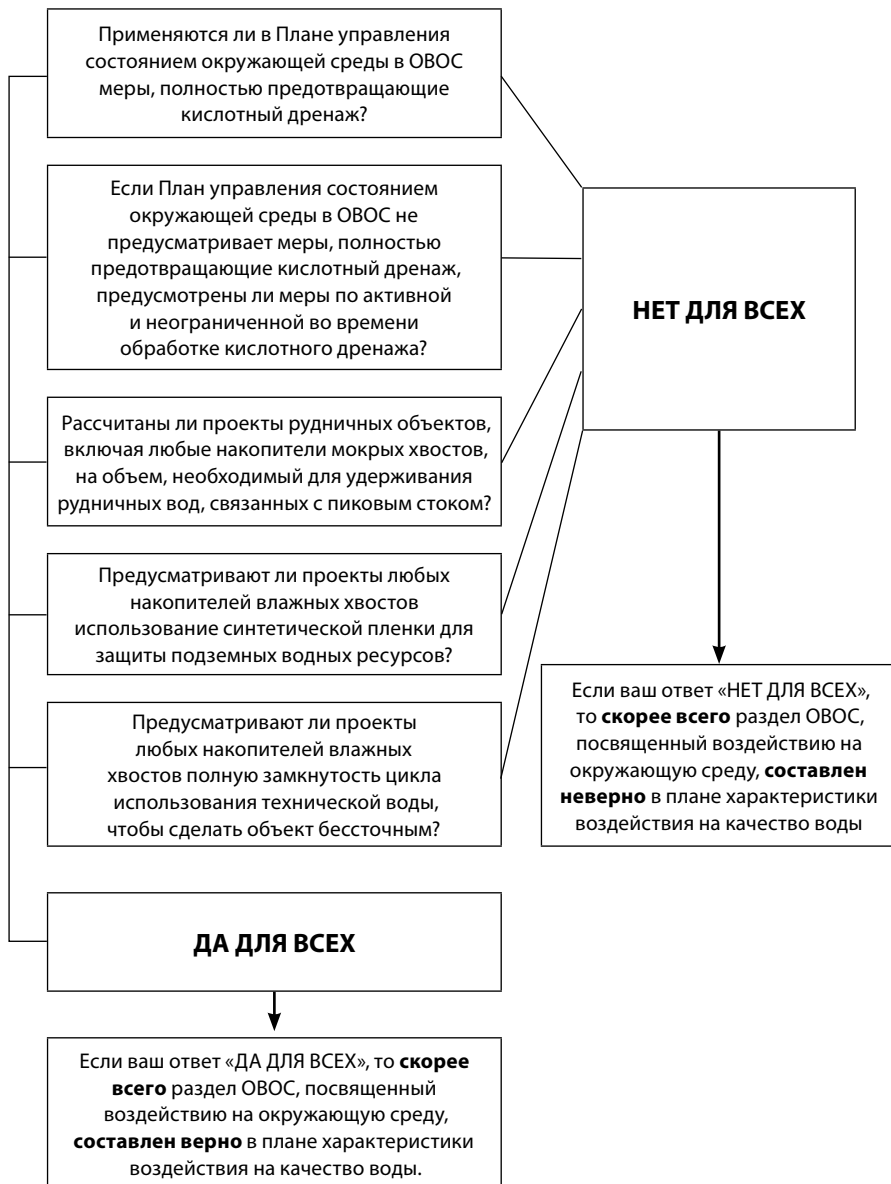 Применяются ли в Плане управления
состоянием окружающей среды в ОВОС
меры, полностью предотвращающие
кислотный дренаж?
Если План управления состоянием
окружающей среды в ОВОС не
предусматривает меры, полностью
предотвращающие кислотный дренаж,
предусмотрены ли меры по активной
и неограниченной во времени
обработке кислотного дренажа?
НЕТ ДЛЯ ВСЕХ
Рассчитаны ли проекты рудничных объектов,
включая любые накопители мокрых хвостов,
на объем, необходимый для удерживания
рудничных вод, связанных с пиковым стоком?
Предусматривают ли проекты любых
накопителей влажных хвостов
использование синтетической пленки для
защиты подземных водных ресурсов?
Предусматривают ли проекты
любых накопителей влажных
хвостов полную замкнутость цикла
использования технической воды,
чтобы сделать объект бессточным?
Если ваш ответ «НЕТ ДЛЯ ВСЕХ»,
то скорее всего раздел ОВОС,
посвященный воздействию на
окружающую среду, составлен
неверно в плане характеристики
воздействия на качество воды
ДА ДЛЯ ВСЕХ
Если ваш ответ «ДА ДЛЯ ВСЕХ», то скорее
всего раздел ОВОС, посвященный
воздействию на окружающую среду,
составлен верно в плане характеристики
воздействия на качество воды.